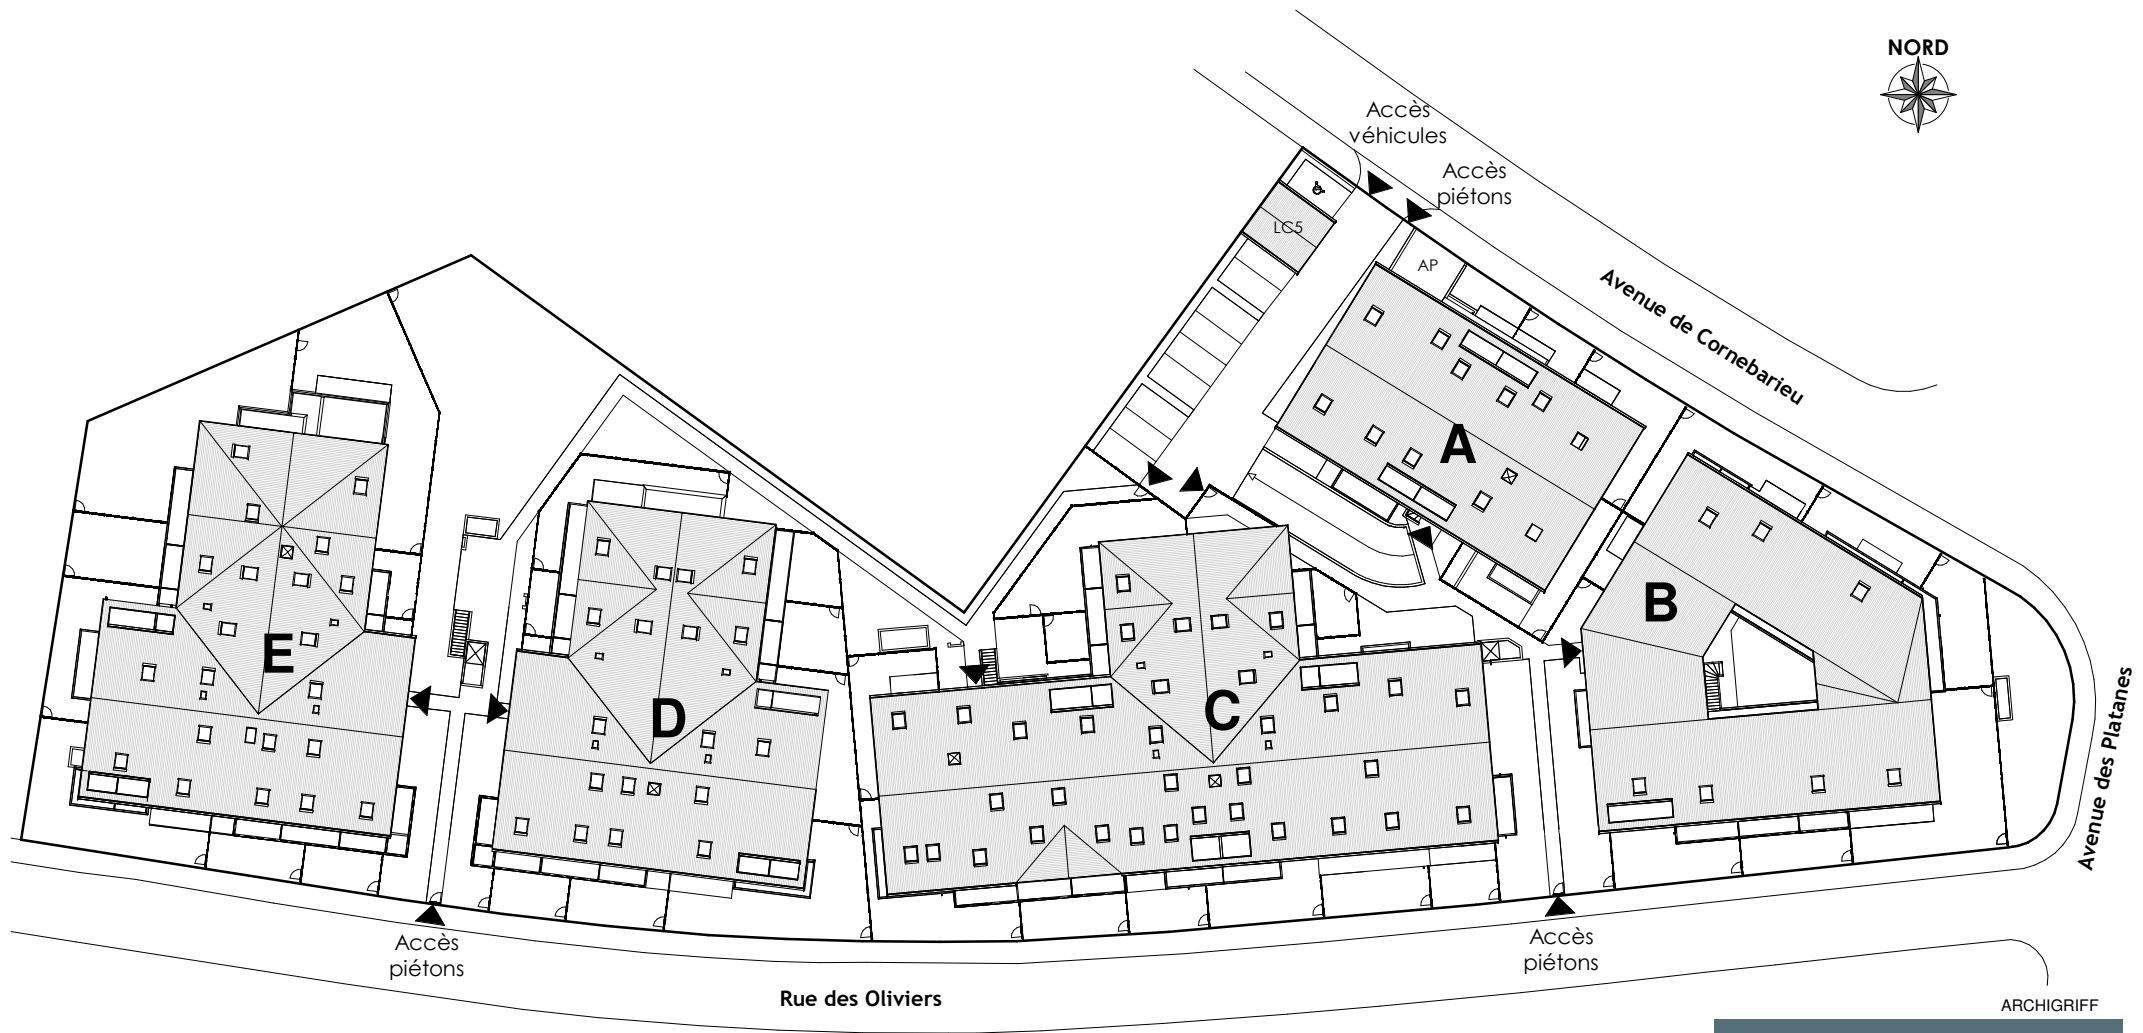 NORD
Accès
véhicules
Accès
piétons
LC5
AP
Avenue de Cornebarieu
A
B
E
D
C
Avenue des Platanes
Accès
piétons
Accès
piétons
Rue des Oliviers
ARCHIGRIFF